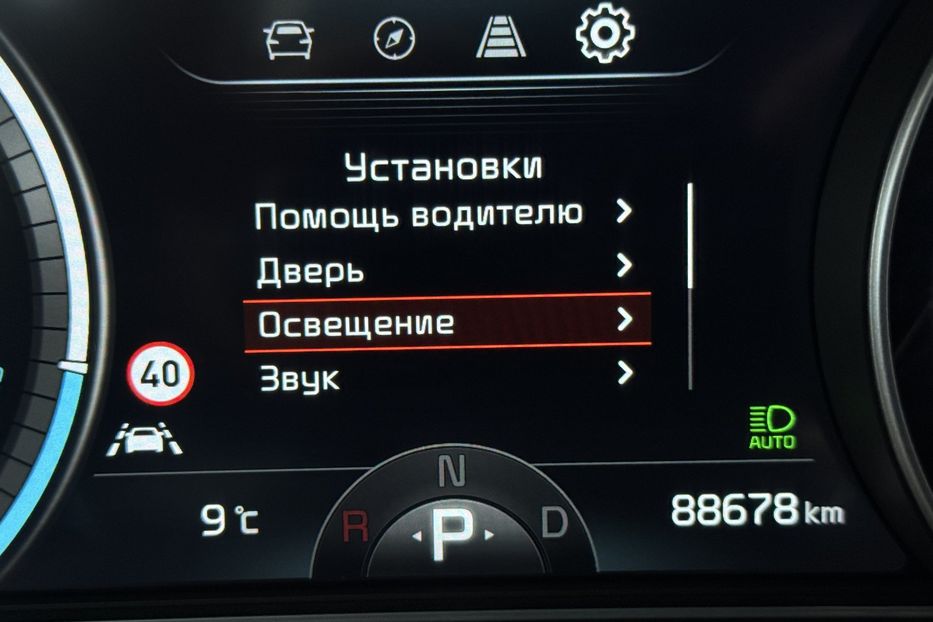 Установки
Помощь водителю
Дверь
Освещение
Звук
40
AUTO
9 °C
88678 km
N
R P D